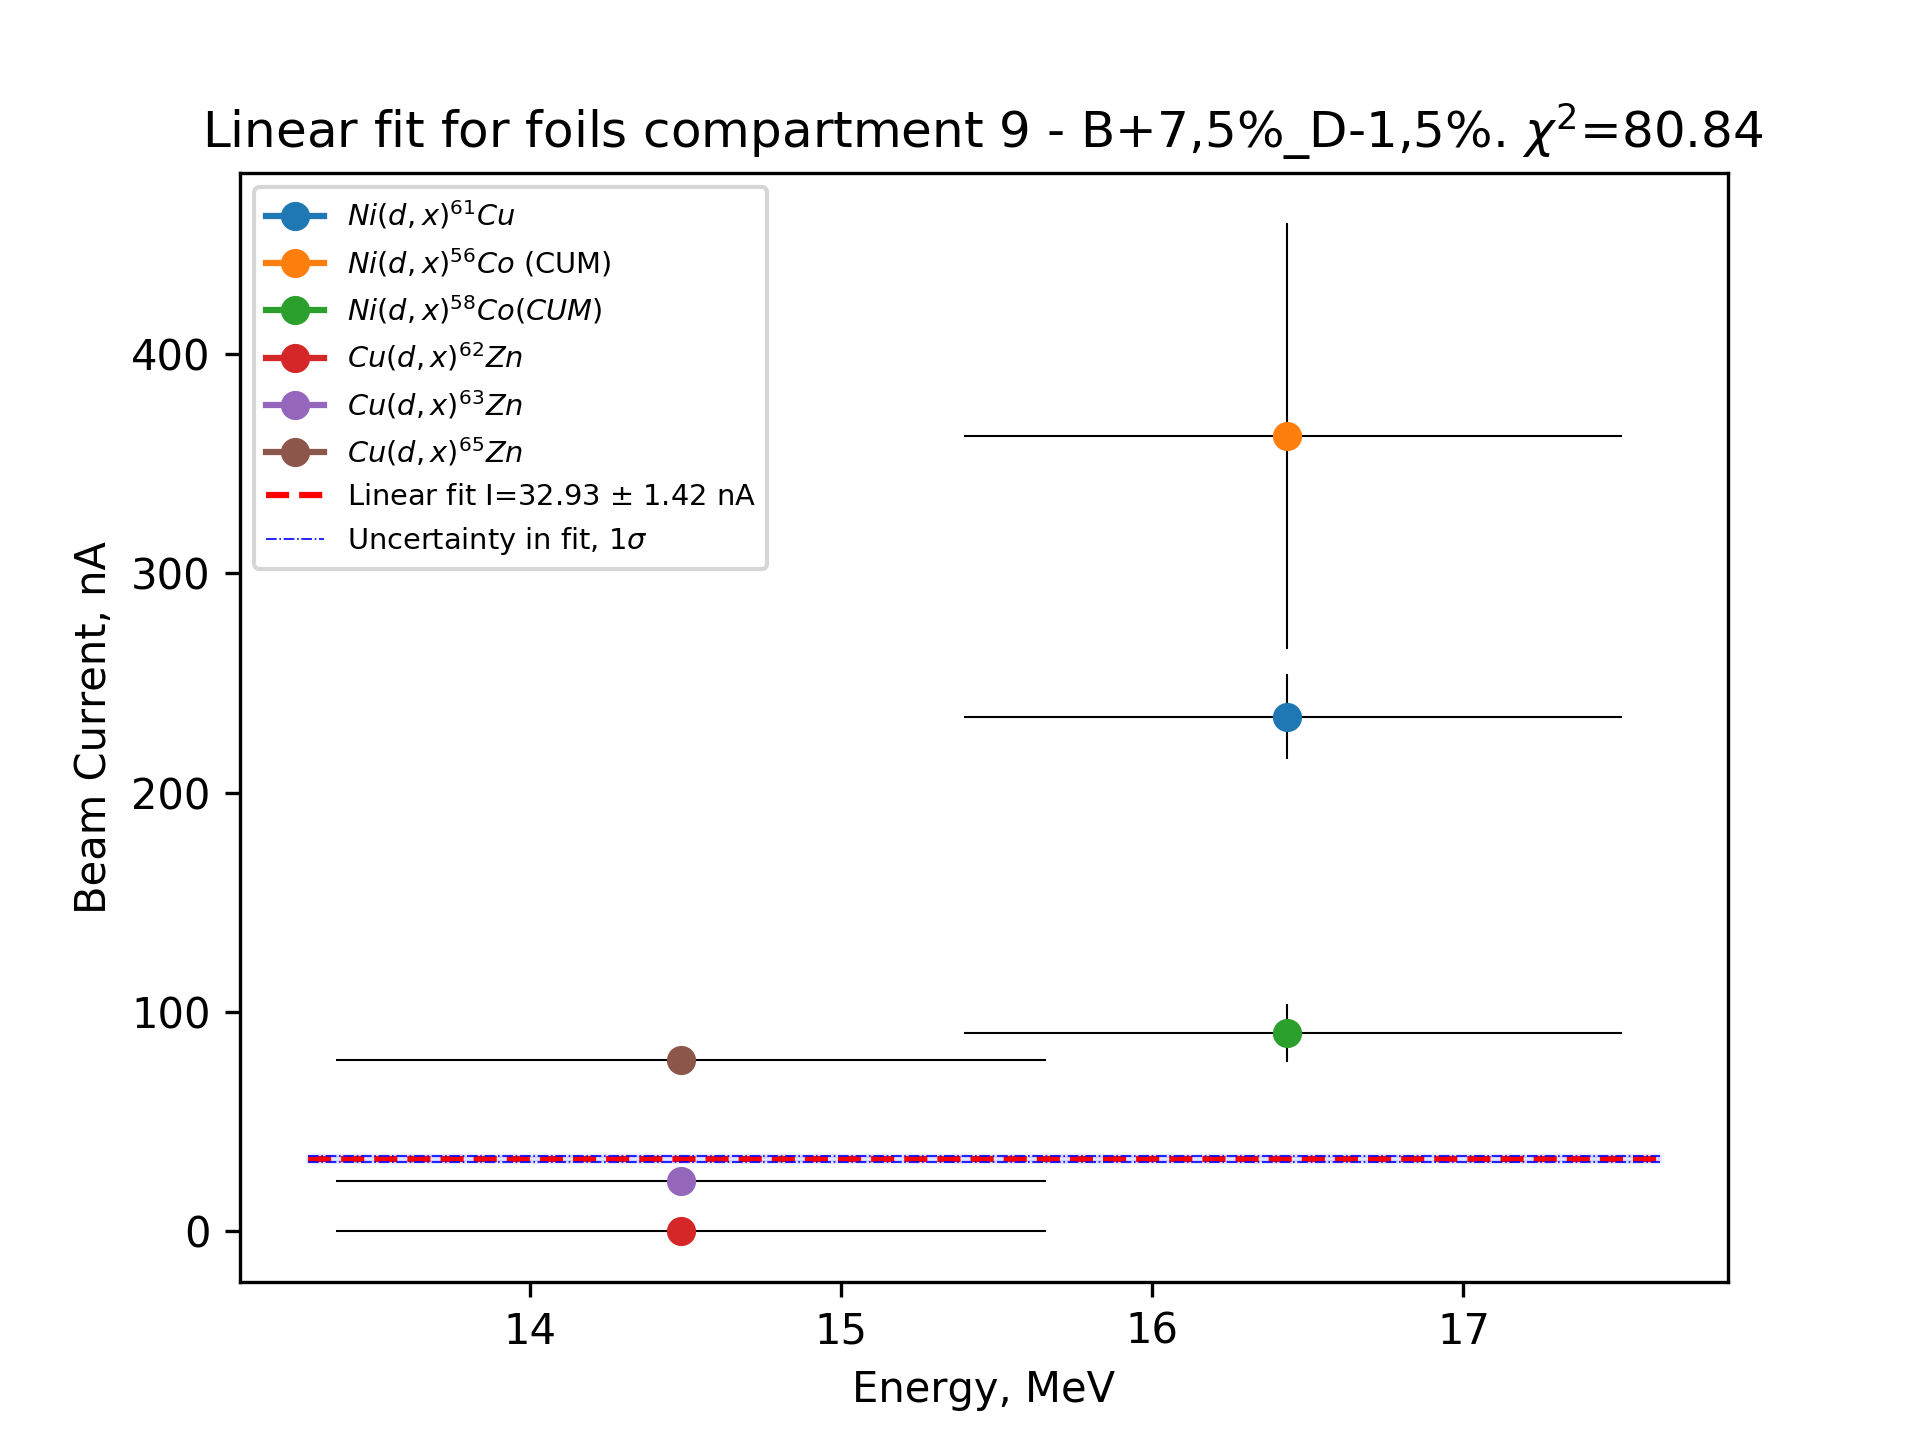 Linear fit for foils compartment 9 - B+7,5%_D-1,5%. χ²=80.84
Ni(d, x)⁶¹Cu
Ni(d, x)⁵⁶Co (CUM)
Ni(d, x)⁵⁸Co(CUM)
Cu(d, x)⁶²Zn
Cu(d, x)⁶³Zn
Cu(d, x)⁶⁵Zn
Linear fit I=32.93 ± 1.42 nA
Uncertainty in fit, 1σ
Beam Current, nA
400
300
200
100
0
14 15 16 17
Energy, MeV